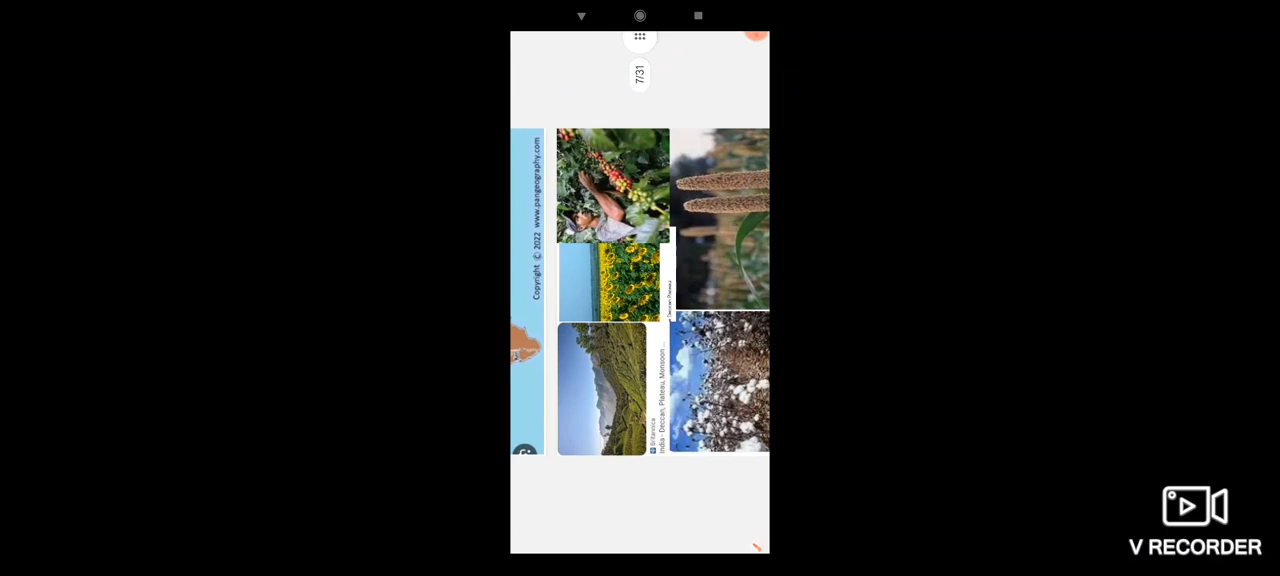 7/31
Copyright © 2022 www.pangeography.com
Britannica
India - Deccan, Plateau, Monsoon ...
Deccan Plateau
V RECORDER